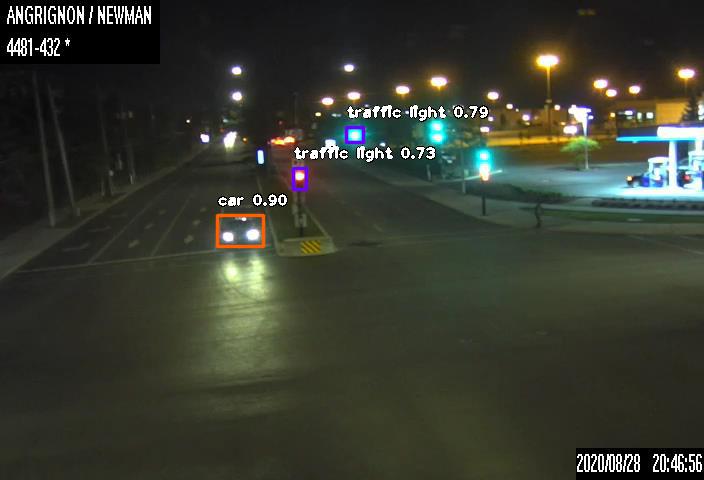 ANGRIGNON / NEWMAN
4481-432 *
traffic light 0.79
traffic light 0.73
car 0.90
2020/08/28 20:46:56